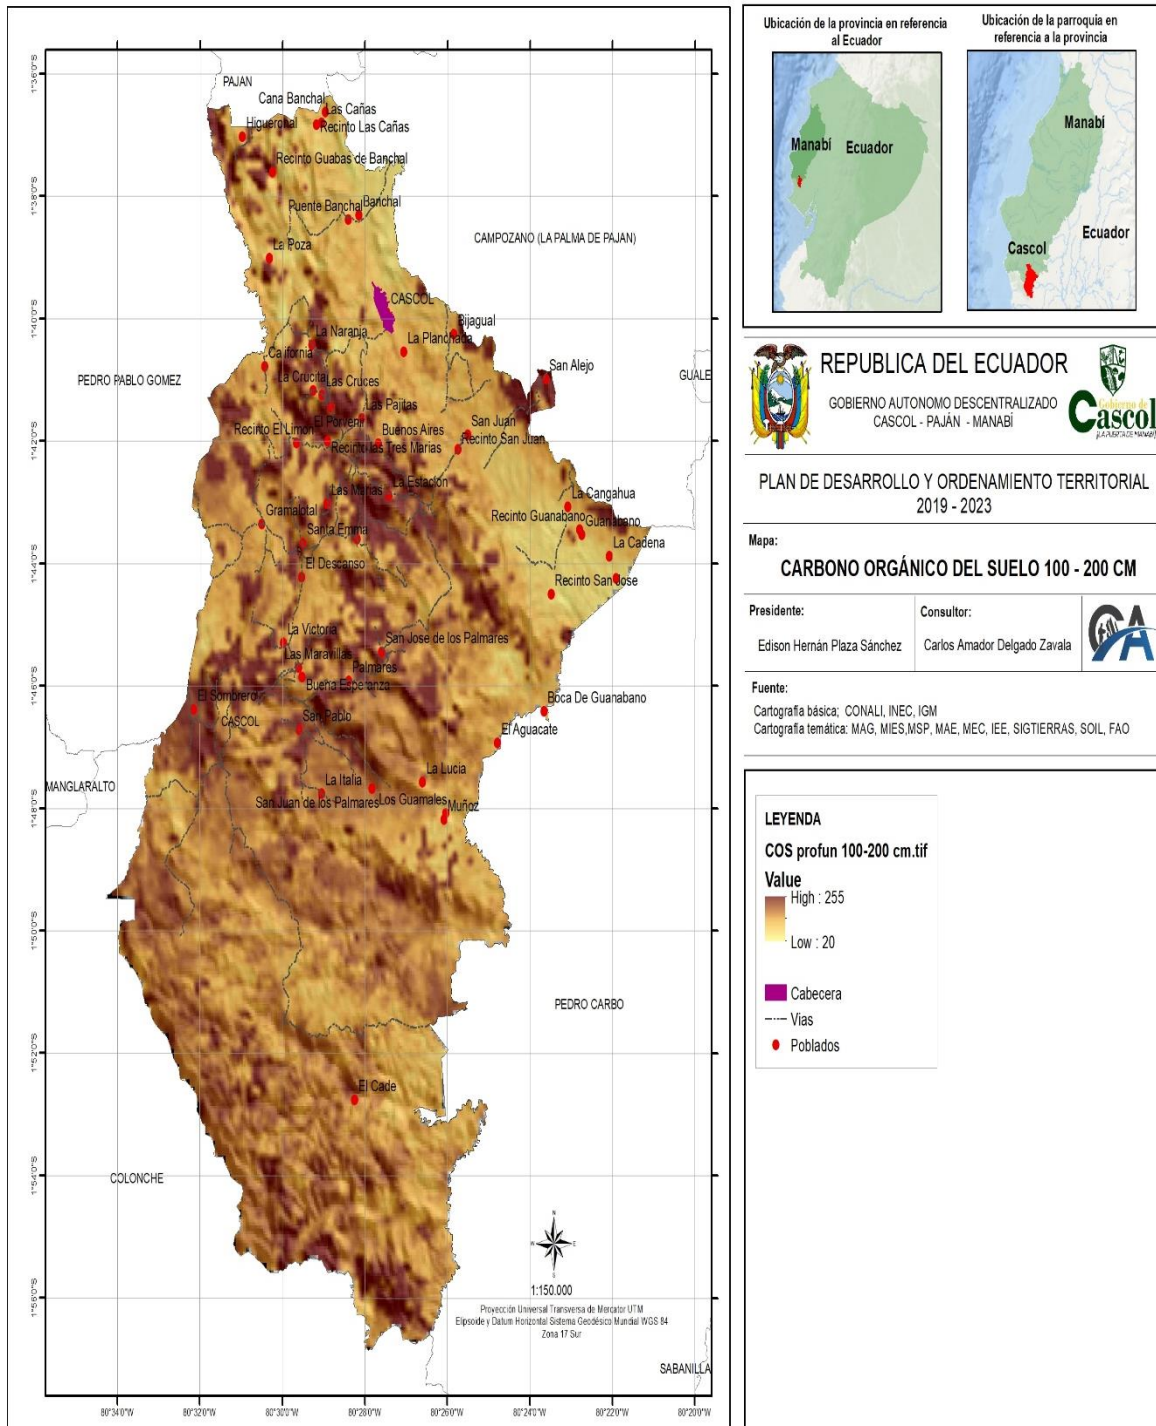 PAJAN
Cana Banchal
Las Cañas
Higuerchal
Recinto Las Cañas
Recinto Guabas de Banchal
Puente Banchal
Banchal
La Poza
CAMPOZANO (LA PALMA DE PAJAN)
CASCOL
Bijagual
La Naranja
La Planchada
California
San Alejo
PEDRO PABLO GOMEZ
GUALE
La Crucita
Las Cruces
Las Pajitas
El Porvenir
San Juan
Buenos Aires
Recinto El Limon
Recinto San Juan
Recinto las Tres Marias
La Estacion
Las Marias
La Cangahua
Gramalotal
Recinto Guanabano
Guanabano
Santa Emma
La Cadena
El Descanso
Recinto San Jose
La Victoria
San Jose de los Palmares
Las Maravillas
Palmares
Buena Esperanza
El Sombrero
Boca De Guanabano
CASCOL
San Pablo
El Aguacate
MANGLARALTO
La Italia
La Lucia
San Juan de los Palmares
Los Guamales
Muñoz
PEDRO CARBO
El Cade
COLONCHE
SABANILLA
N
W
E
S
1:150.000
Proyección Universal Transversa de Mercator UTM
Elipsoide y Datum Horizontal Sistema Geodésico Mundial WGS 84
Zona 17 Sur
1°36'0"S
1°38'0"S
1°40'0"S
1°42'0"S
1°44'0"S
1°46'0"S
1°48'0"S
1°50'0"S
1°52'0"S
1°54'0"S
1°56'0"S
80°34'0"W
80°32'0"W
80°30'0"W
80°28'0"W
80°26'0"W
80°24'0"W
80°22'0"W
80°20'0"W
Ubicación de la provincia en referencia
al Ecuador
Manabí
Ecuador
Ubicación de la parroquia en
referencia a la provincia
Manabí
Ecuador
Cascol
REPUBLICA DEL ECUADOR
GOBIERNO AUTONOMO DESCENTRALIZADO
CASCOL - PAJÁN - MANABÍ
Gobierno de
Cascol
¡LA PUERTA DE MANABÍ!
PLAN DE DESARROLLO Y ORDENAMIENTO TERRITORIAL
2019 - 2023
Mapa:
CARBONO ORGÁNICO DEL SUELO 100 - 200 CM
Presidente:
Edison Hernán Plaza Sánchez
Consultor:
Carlos Amador Delgado Zavala
CA
Fuente:
Cartografía básica; CONALI, INEC, IGM
Cartografía temática: MAG, MIES,MSP, MAE, MEC, IEE, SIGTIERRAS, SOIL, FAO
LEYENDA
COS profun 100-200 cm.tif
Value
High : 255
Low : 20
Cabecera
Vias
Poblados